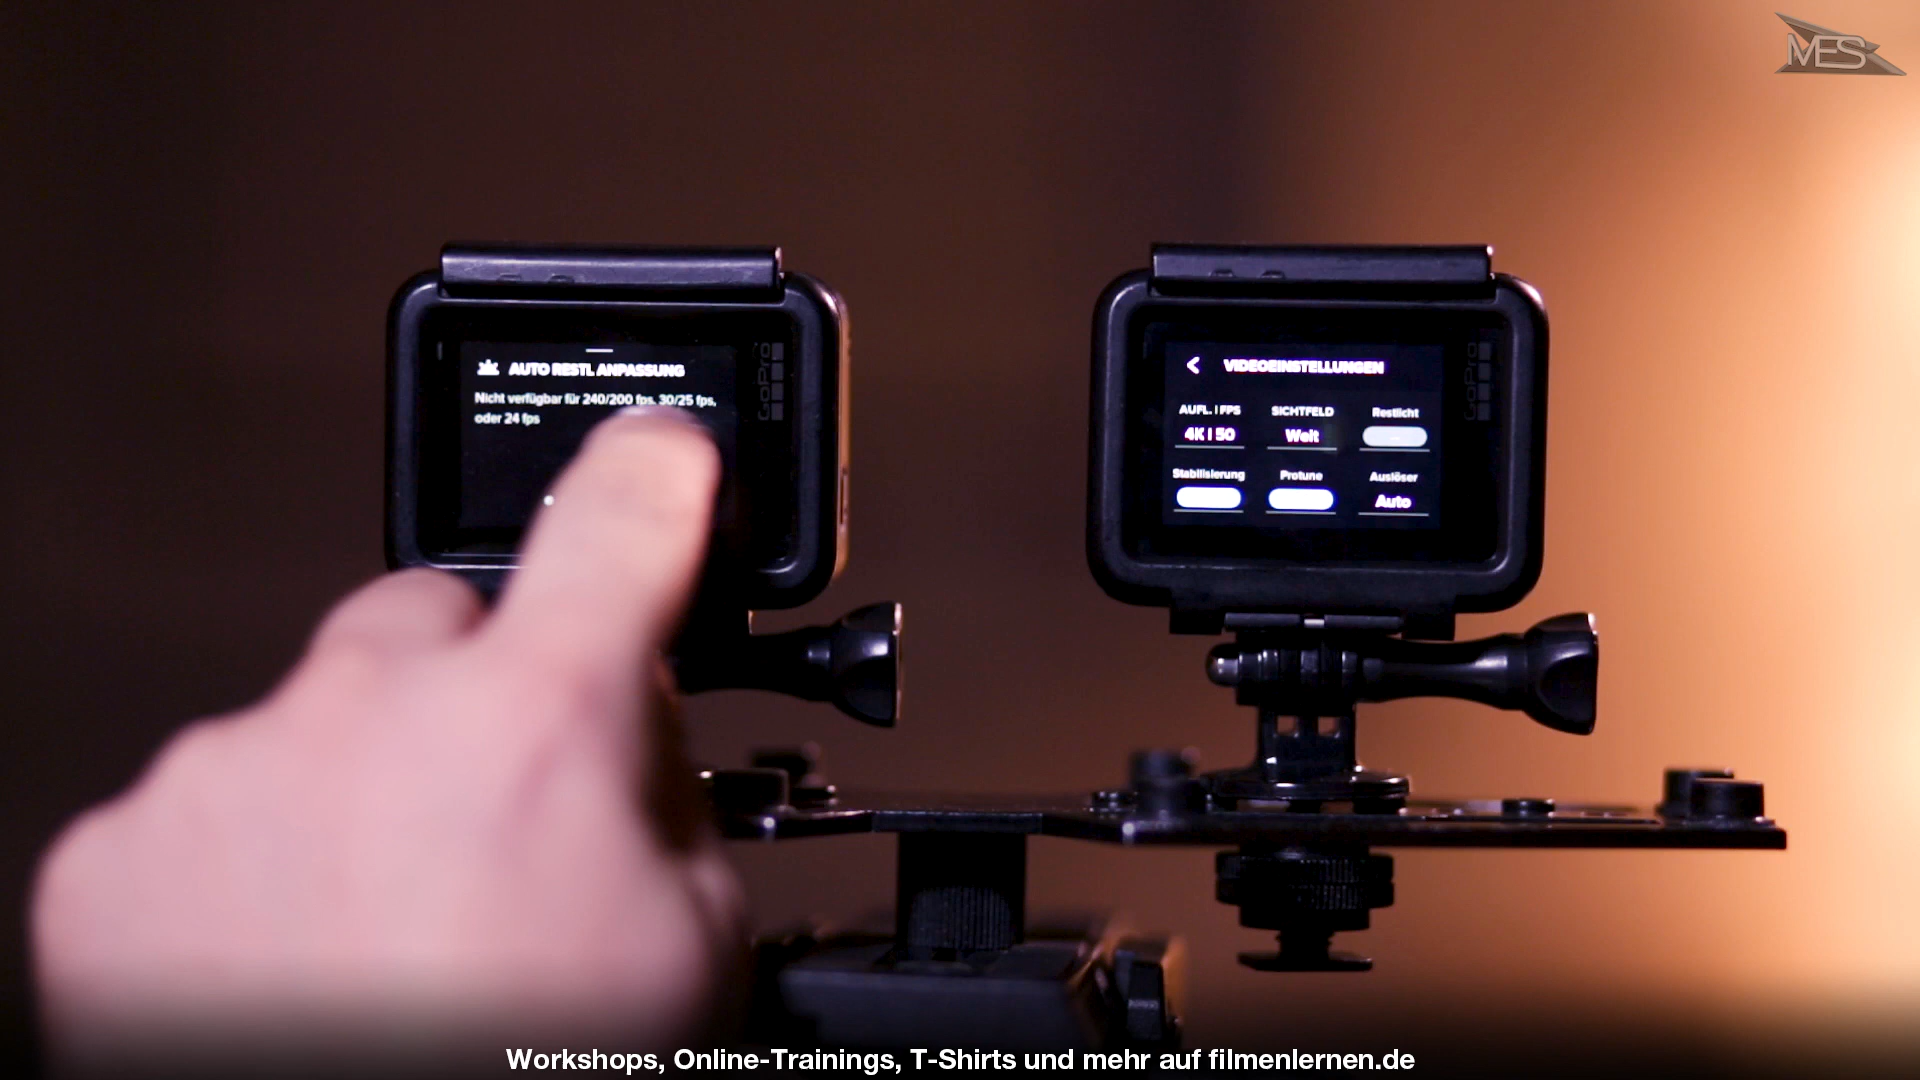 MES
AUTO RESTL ANPASSUNG
Nicht verfügbar für 240/200 fps, 30/25 fps,
oder 24 fps
GoPro
VIDEOEINSTELLUNGEN
AUFL. | FPS
SICHTFELD
Restlicht
4K | 50
Weit
Stabilisierung
Protune
Auslöser
Auto
GoPro
Workshops, Online-Trainings, T-Shirts und mehr auf filmenlernen.de